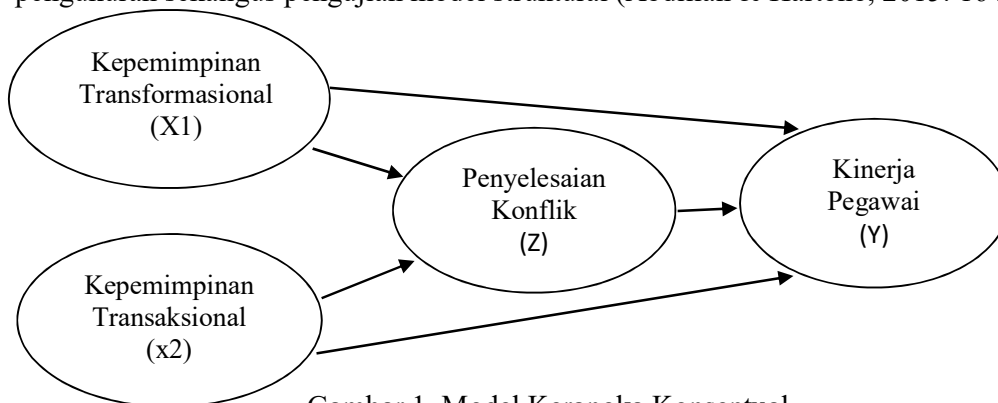 Kepemimpinan
Transformasional
(X1)
Penyelesaian
Konflik
(Z)
Kinerja
Pegawai
(Y)
Kepemimpinan
Transaksional
(x2)
Gambar 1. Model Kerangka Konseptual